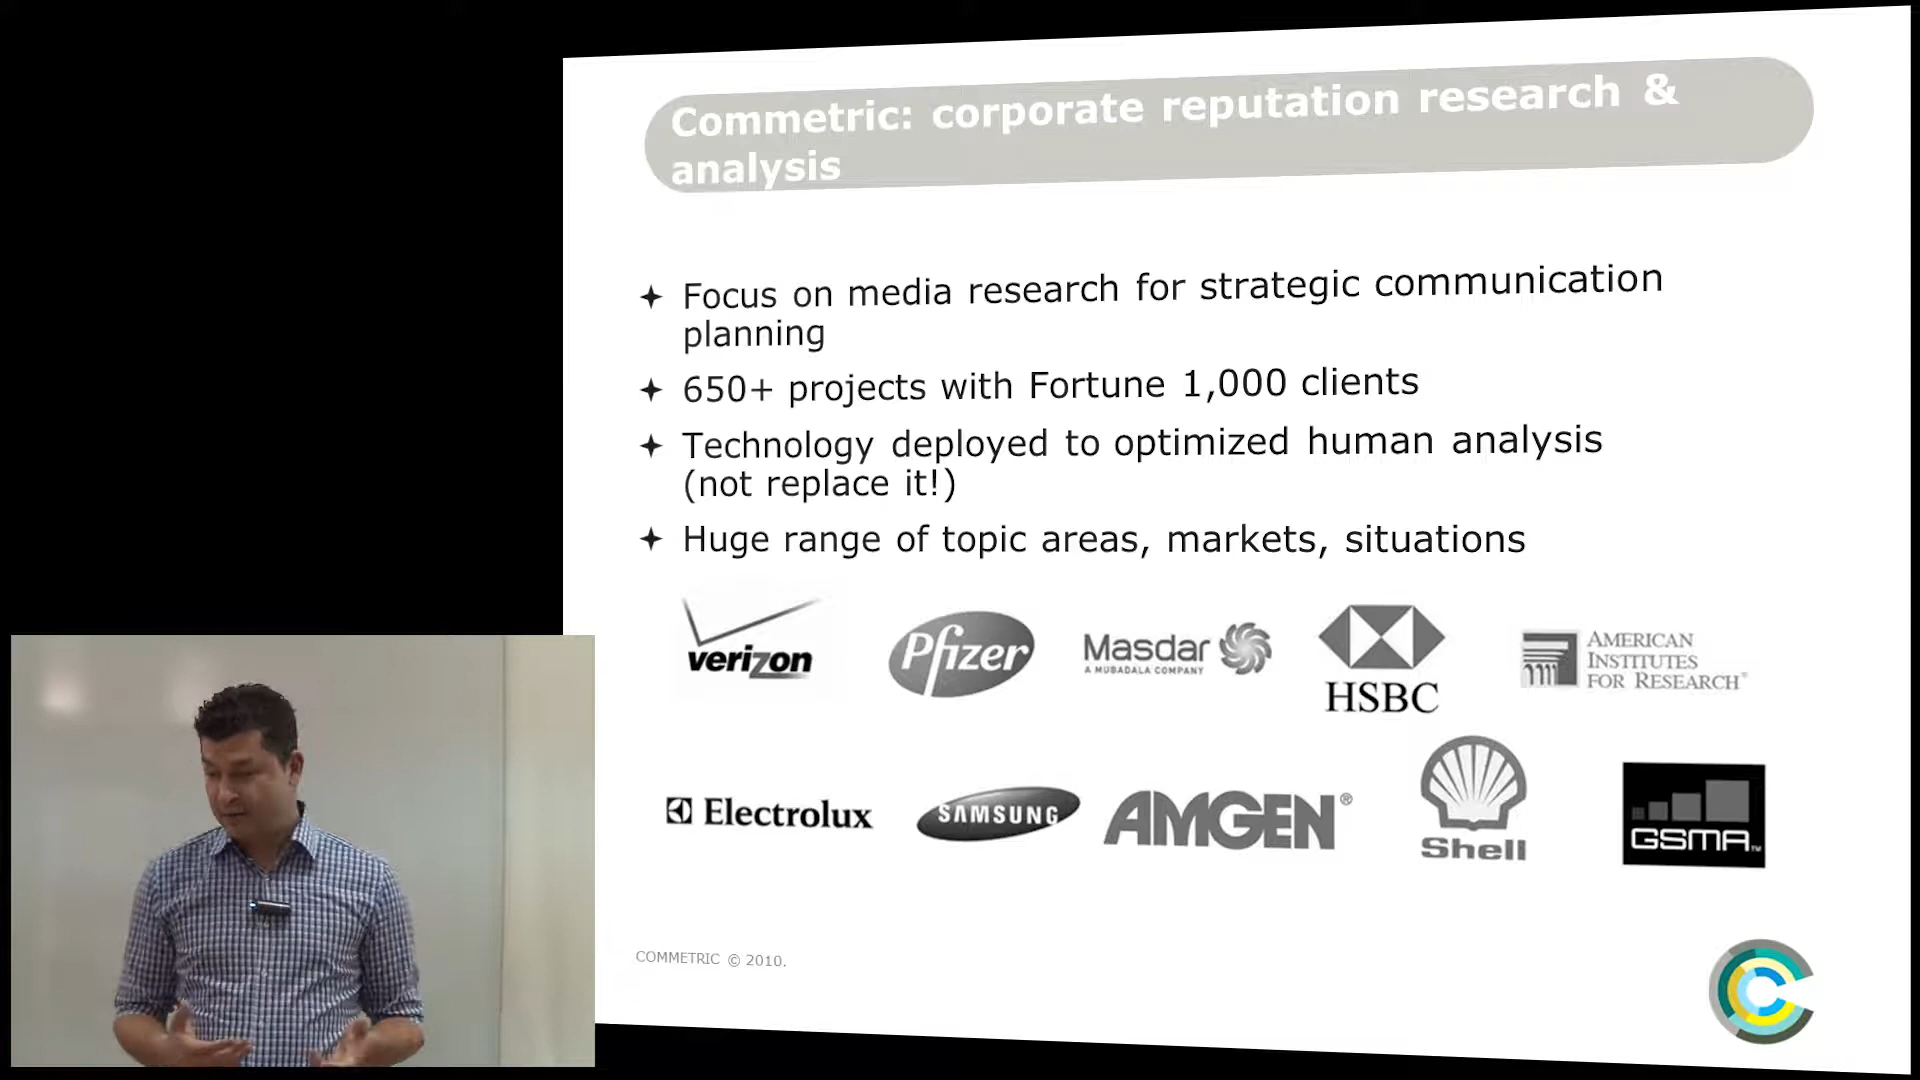 Commetric: corporate reputation research &
analysis
Focus on media research for strategic communication
planning
650+ projects with Fortune 1,000 clients
Technology deployed to optimized human analysis
(not replace it!)
Huge range of topic areas, markets, situations
verizon
Pfizer
Masdar
A MUBADALA COMPANY
HSBC
AMERICAN
INSTITUTES
FOR RESEARCH®
Electrolux
SAMSUNG
AMGEN®
Shell
GSMA™
COMMETRIC © 2010.